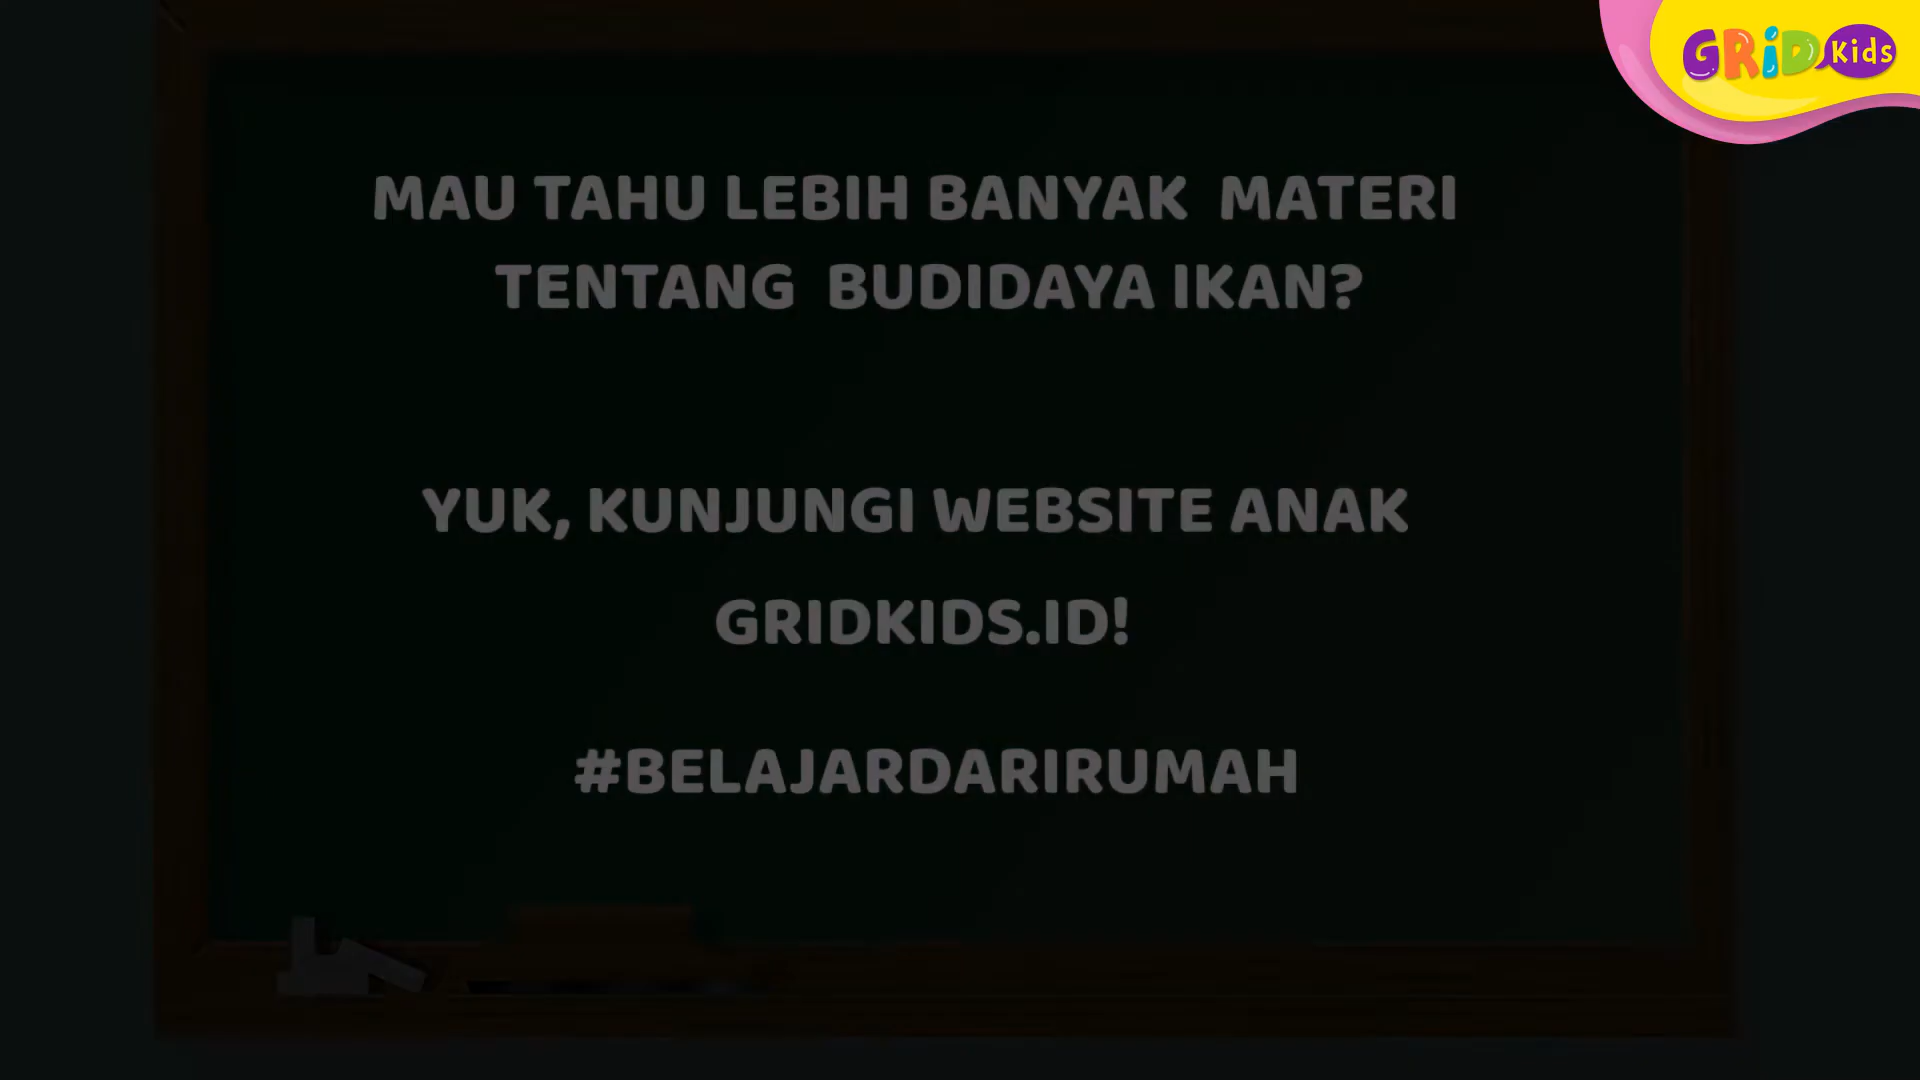 GRiD Kids
MAU TAHU LEBIH BANYAK MATERI
TENTANG BUDIDAYA IKAN?
YUK, KUNJUNGI WEBSITE ANAK
GRIDKIDS.ID!
#BELAJARDARIRUMAH